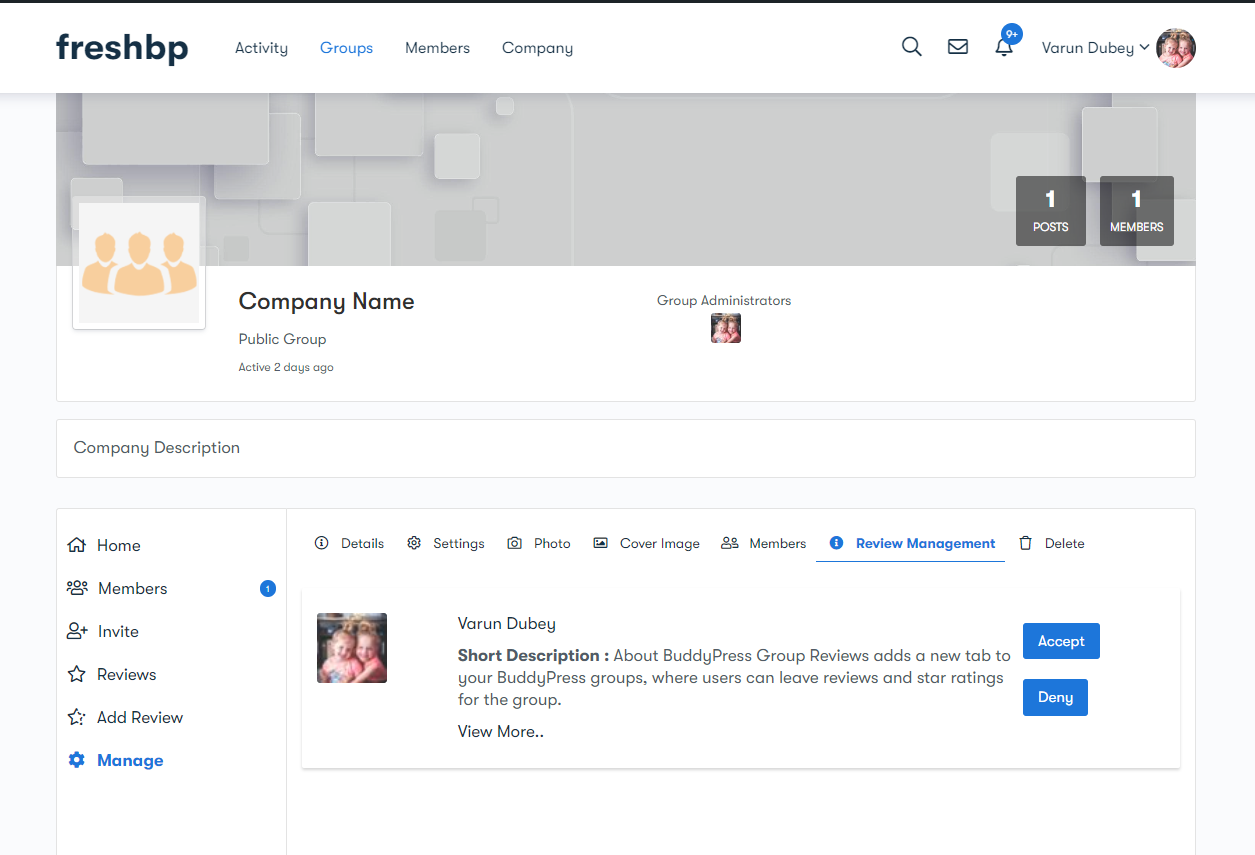 freshbp
Activity
Groups
Members
Company
9+
Varun Dubey
1
POSTS
1
MEMBERS
Company Name
Public Group
Active 2 days ago
Group Administrators
Company Description
Home
Members
1
Invite
Reviews
Add Review
Manage
Details
Settings
Photo
Cover Image
Members
Review Management
Delete
Varun Dubey
Short Description : About BuddyPress Group Reviews adds a new tab to
your BuddyPress groups, where users can leave reviews and star ratings
for the group.
View More..
Accept
Deny